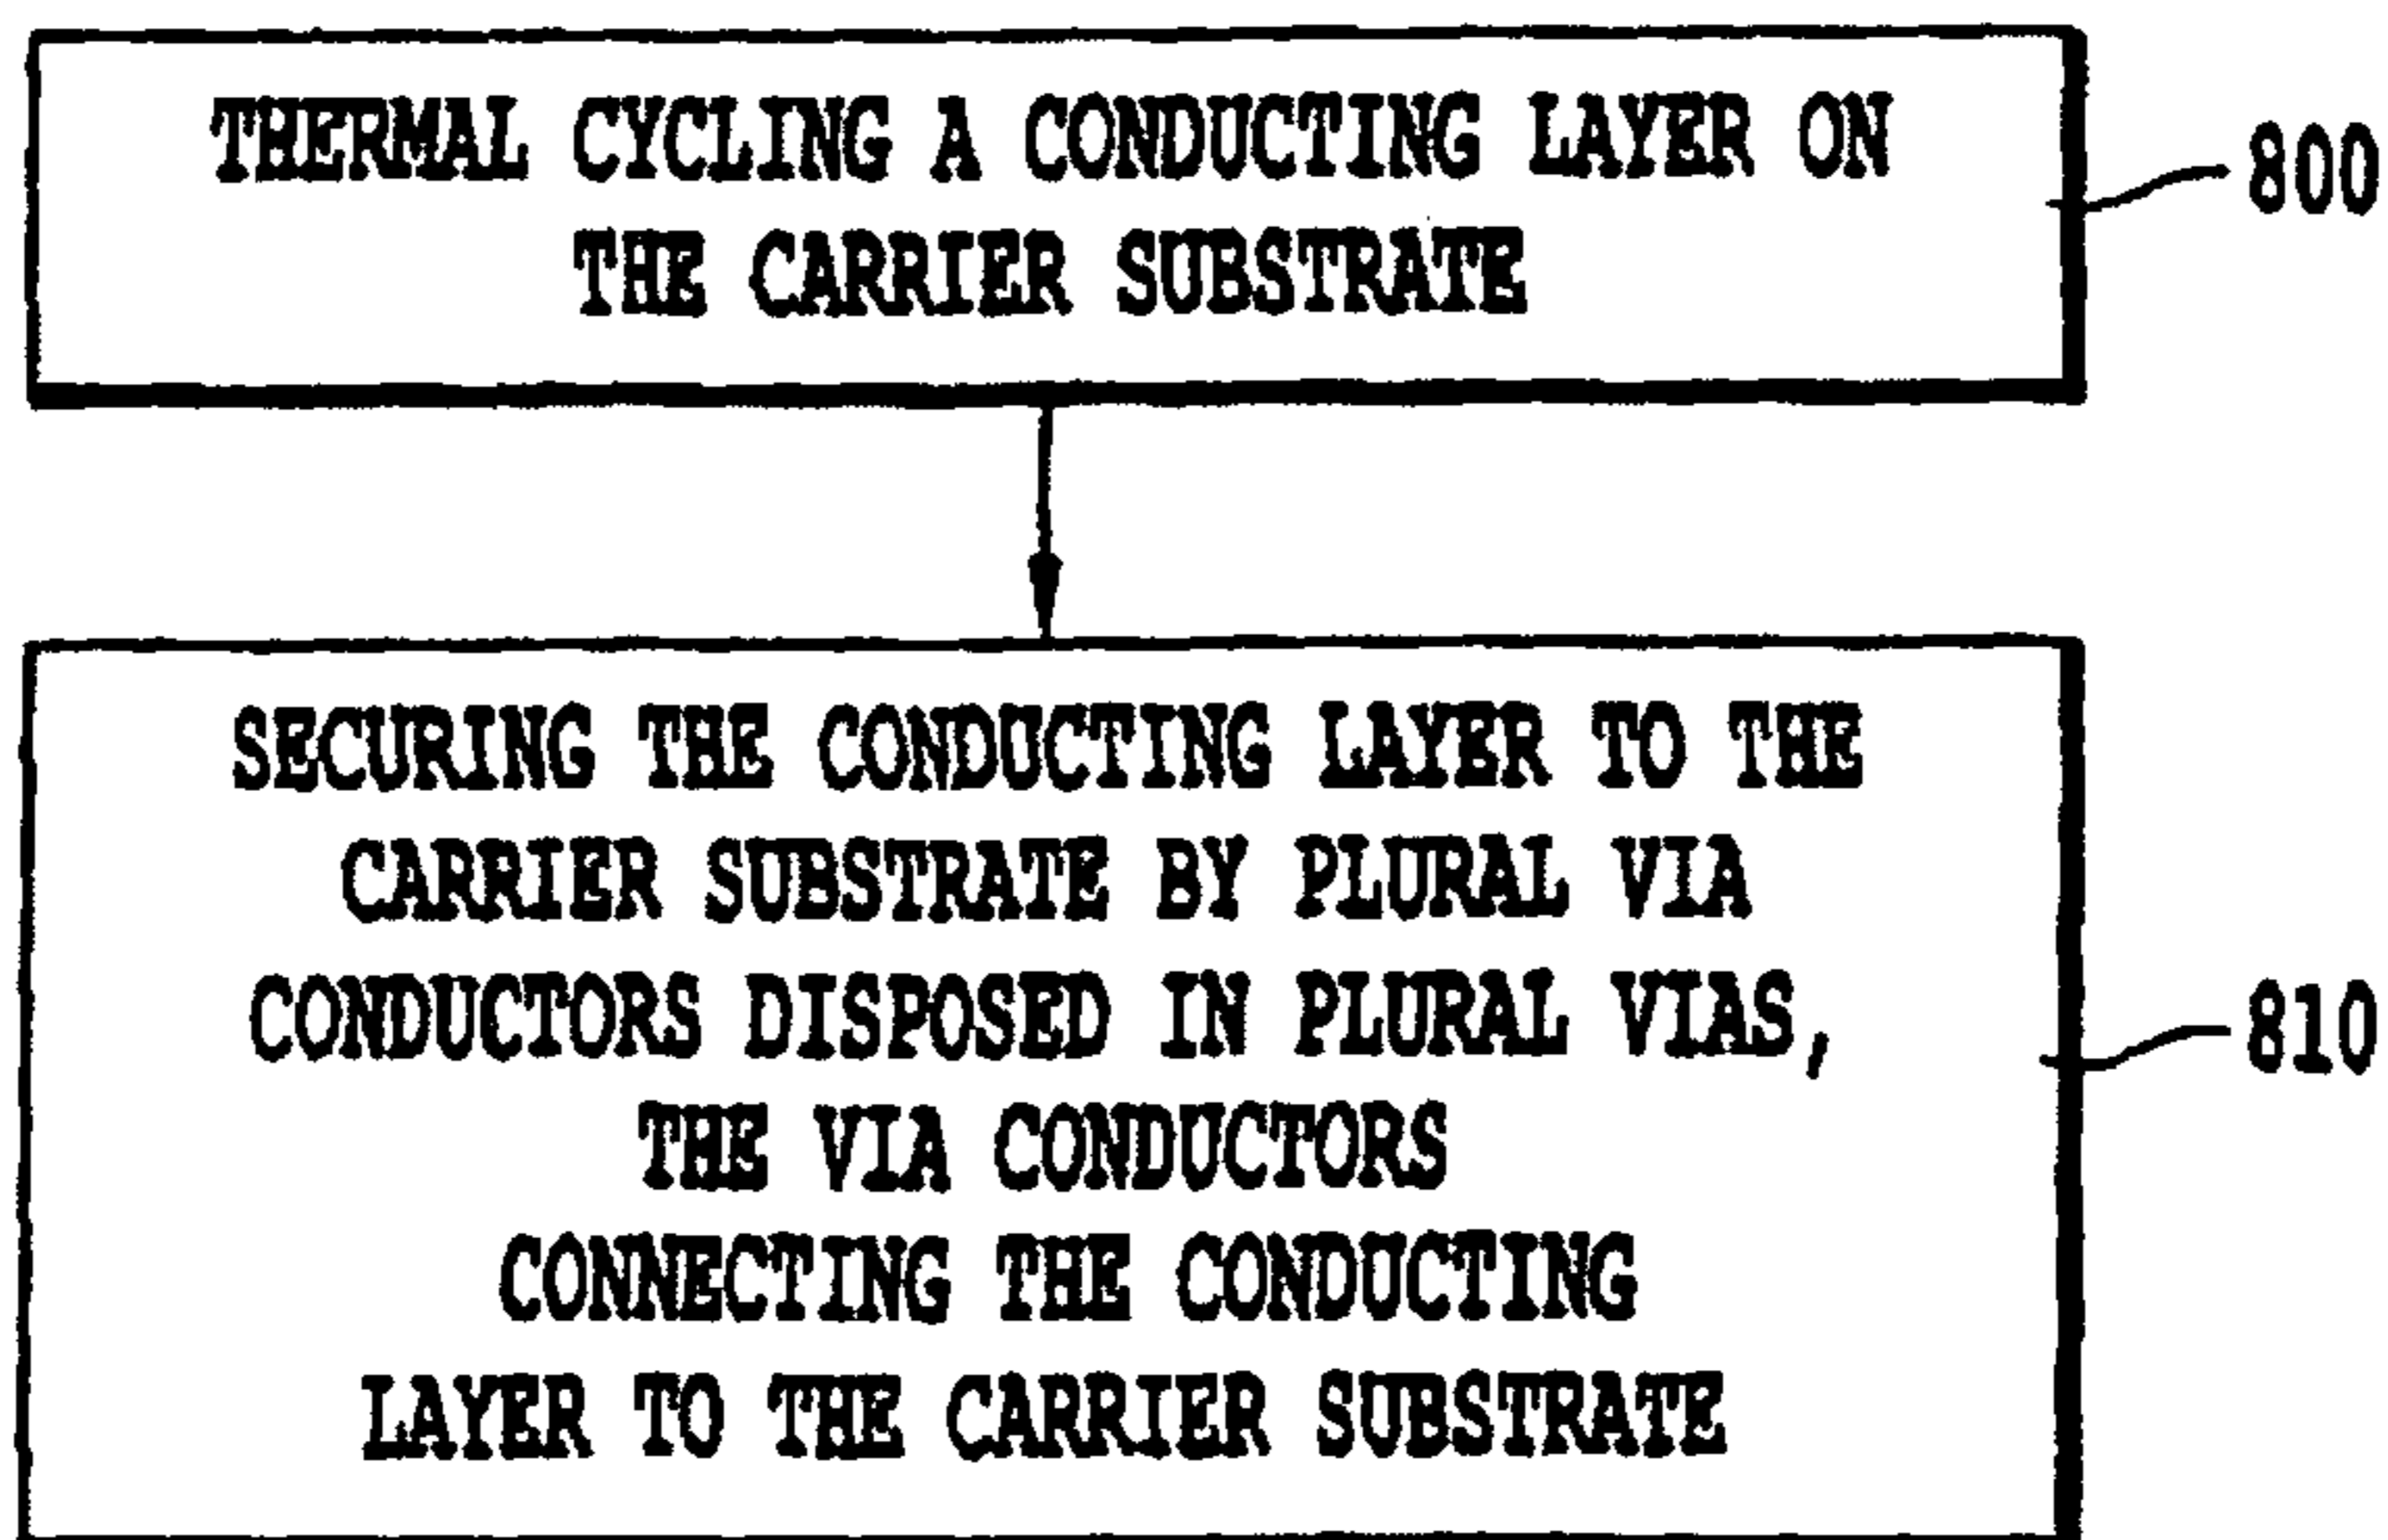 THERMAL CYCLING A CONDUCTING LAYER ON
THE CARRIER SUBSTRATE
800
SECURING THE CONDUCTING LAYER TO THE
CARRIER SUBSTRATE BY PLURAL VIA
CONDUCTORS DISPOSED IN PLURAL VIAS,
810
THE VIA CONDUCTORS
CONNECTING THE CONDUCTING
LAYER TO THE CARRIER SUBSTRATE